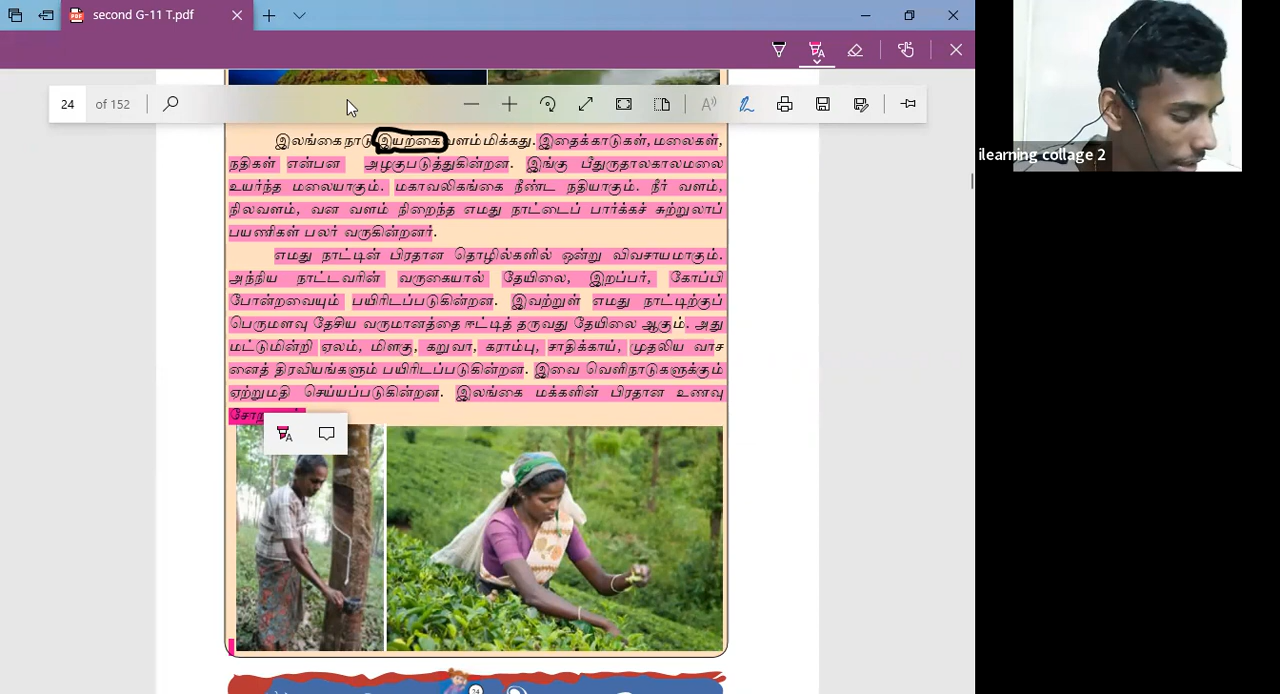 second G-11 T.pdf
24 of 152
ilearning collage 2
இலங்கை நாடு இயற்கை வளம் மிக்கது. இதைக்காடுகள், மலைகள்,
நதிகள் என்பன அழகுபடுத்துகின்றன. இங்கு பீதுருதாலகாலமலை
உயர்ந்த மலையாகும். மகாவலிகங்கை நீண்ட நதியாகும். நீர் வளம்,
நிலவளம், வன வளம் நிறைந்த எமது நாட்டைப் பார்க்கச் சுற்றுலாப்
பயணிகள் பலர் வருகின்றனர்.
எமது நாட்டின் பிரதான தொழில்களில் ஒன்று விவசாயமாகும்.
அந்நிய நாட்டவரின் வருகையால் தேயிலை, இறப்பர், கோப்பி
போன்றவையும் பயிரிடப்படுகின்றன. இவற்றுள் எமது நாட்டிற்குப்
பெருமளவு தேசிய வருமானத்தை ஈட்டித் தருவது தேயிலை ஆகும். அது
மட்டுமின்றி ஏலம், மிளகு, கறுவா, கராம்பு, சாதிக்காய், முதலிய வாச
னைத் திரவியங்களும் பயிரிடப்படுகின்றன. இவை வெளிநாடுகளுக்கும்
ஏற்றுமதி செய்யப்படுகின்றன. இலங்கை மக்களின் பிரதான உணவு
24